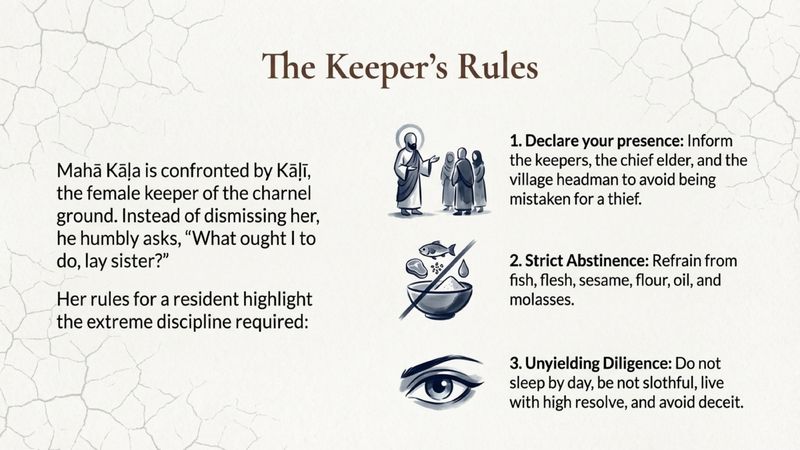 The Keeper's Rules
Mahā Kāḷa is confronted by Kāḷī,
the female keeper of the charnel
ground. Instead of dismissing her,
he humbly asks, “What ought I to
do, lay sister?”
Her rules for a resident highlight
the extreme discipline required:
1. Declare your presence: Inform
the keepers, the chief elder, and the
village headman to avoid being
mistaken for a thief.
2. Strict Abstinence: Refrain from
fish, flesh, sesame, flour, oil, and
molasses.
3. Unyielding Diligence: Do not
sleep by day, be not slothful, live
with high resolve, and avoid deceit.